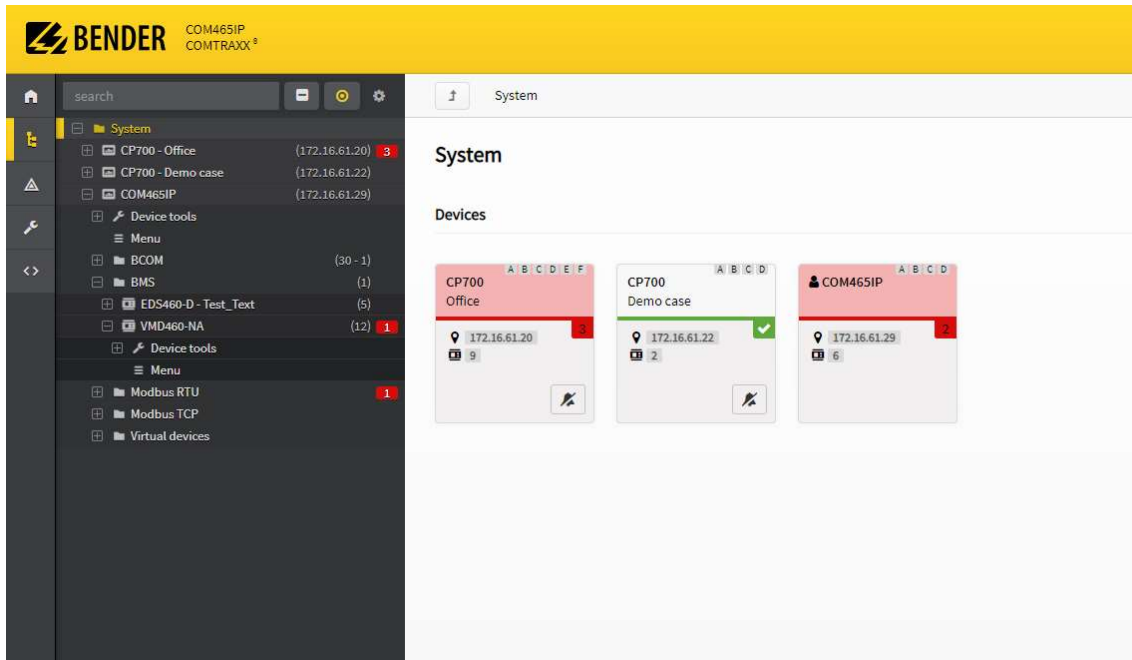 BENDER
COM465IP
COMTRAXX®
search
System
System
CP700 - Office (172.16.61.20) 3
CP700 - Demo case (172.16.61.22)
COM465IP (172.16.61.29)
Device tools
Menu
BCOM (30 - 1)
BMS (1)
EDS460-D - Test_Text (5)
VMD460-NA (12) 1
Device tools
Menu
Modbus RTU 1
Modbus TCP
Virtual devices
System
Devices
A B C D E F
CP700
Office
3
172.16.61.20
9
A B C D
CP700
Demo case
172.16.61.22
2
A B C D
COM465IP
2
172.16.61.29
6